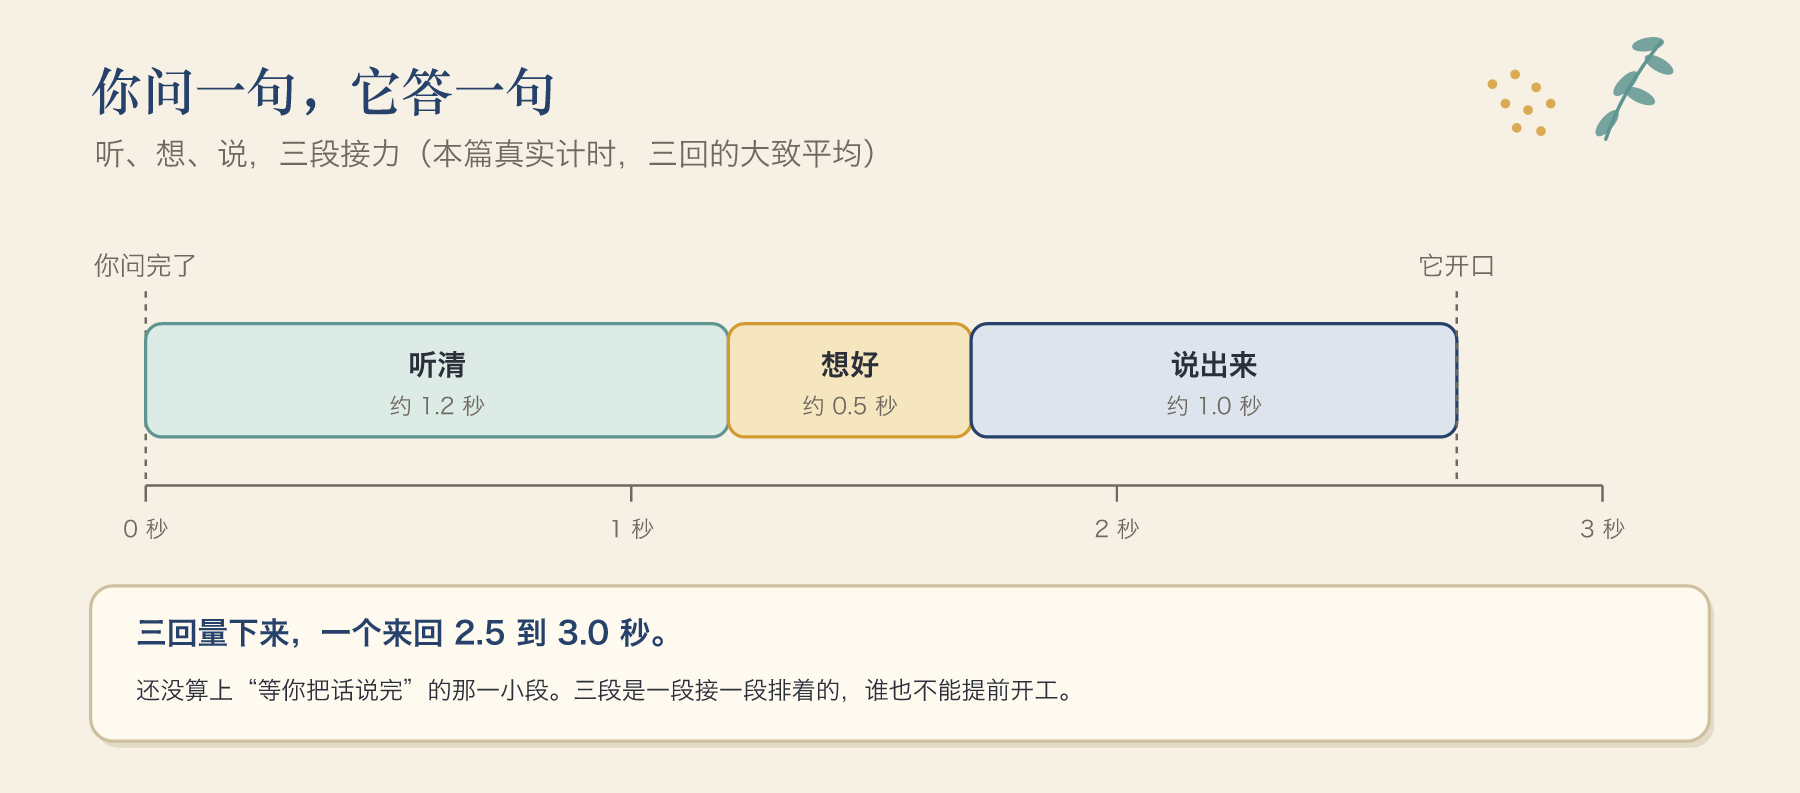 你问一句，它答一句
听、想、说，三段接力（本篇真实计时，三回的大致平均）
你问完了
它开口
听清
想好
说出来
约 1.2 秒
约 0.5 秒
约 1.0 秒
0 秒
1 秒
2 秒
3 秒
三回量下来，一个来回 2.5 到 3.0 秒。
还没算上“等你把话说完”的那一小段。三段是一段接一段排着的，谁也不能提前开工。